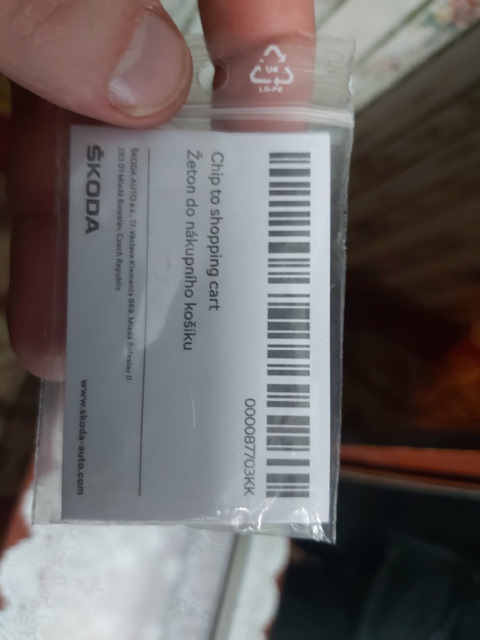 000087703KK
Chip to shopping cart
Žeton do nákupního košíku
ŠKODA AUTO a.s., Tř. Václava Klementa 869, Mladá Boleslav II
293 01 Mladá Boleslav, Czech Republic
ŠKODA
www.skoda-auto.com
LD-PE